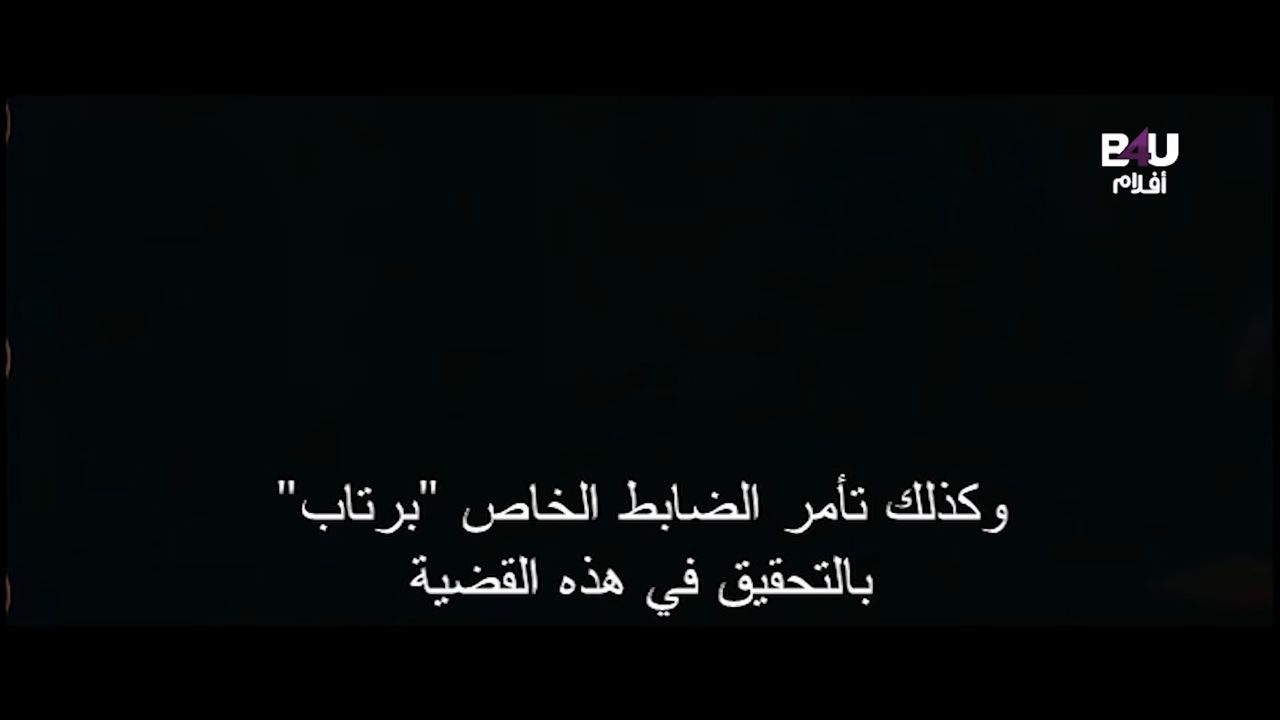 B4U
أفلام
وكذلك تأمر الضابط الخاص "برتاب"
بالتحقيق في هذه القضية